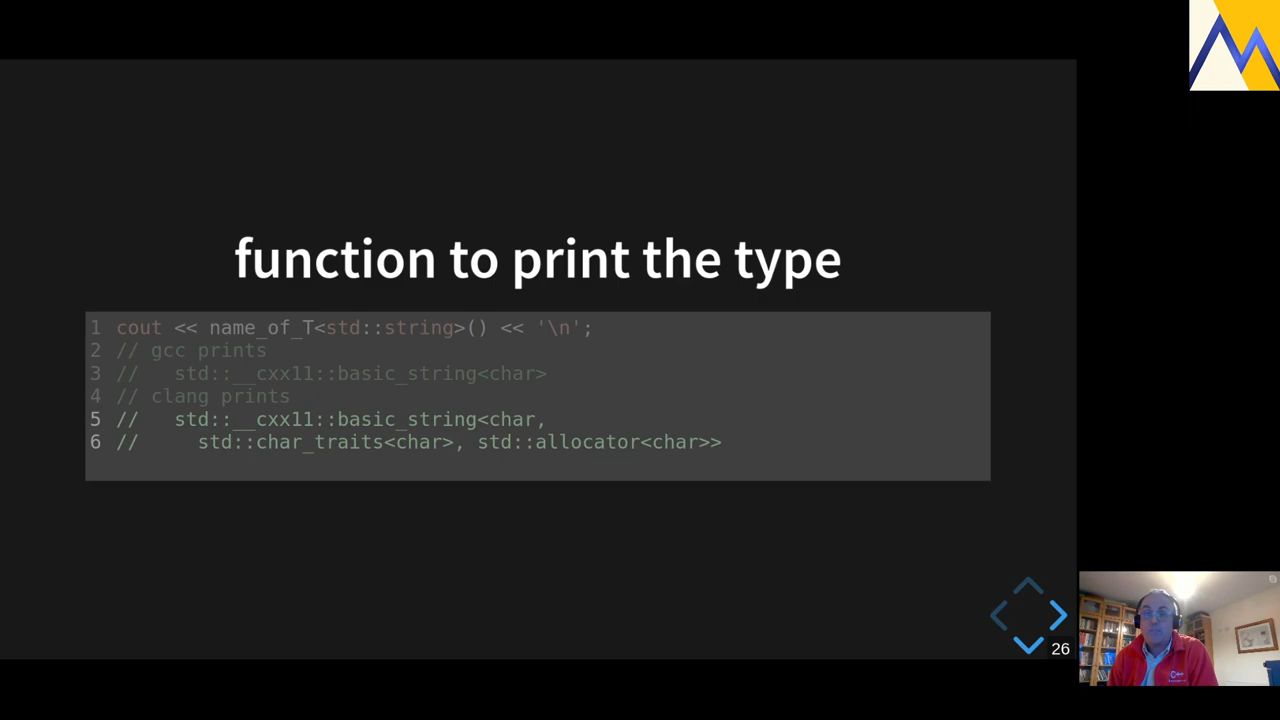 function to print the type
1 cout << name_of_T<std::string>() << '\n';
2 // gcc prints
3 //   std::__cxx11::basic_string<char>
4 // clang prints
5 //   std::__cxx11::basic_string<char,
6 //     std::char_traits<char>, std::allocator<char>>
26